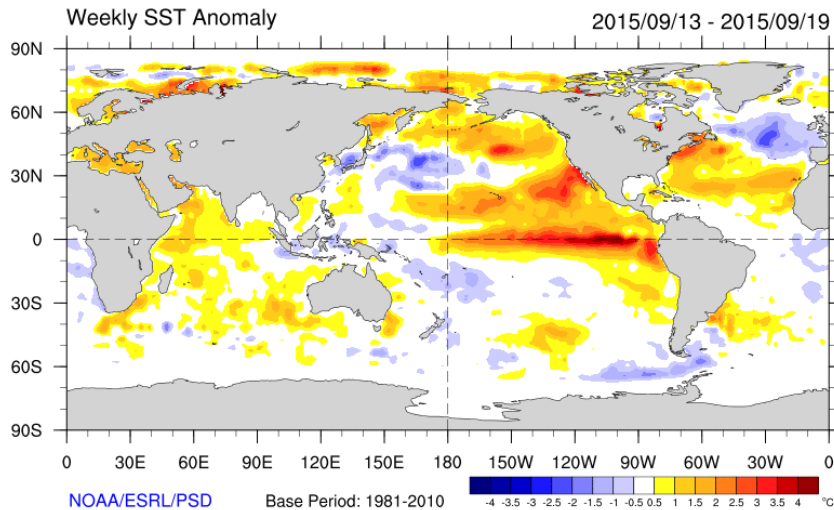 Weekly SST Anomaly 2015/09/13 - 2015/09/19
90N
60N
30N
0
30S
60S
90S
0 30E 60E 90E 120E 150E 180 150W 120W 90W 60W 30W 0
NOAA/ESRL/PSD Base Period: 1981-2010
-4 -3.5 -3 -2.5 -2 -1.5 -1 -0.5 0.5 1 1.5 2 2.5 3 3.5 4 °C